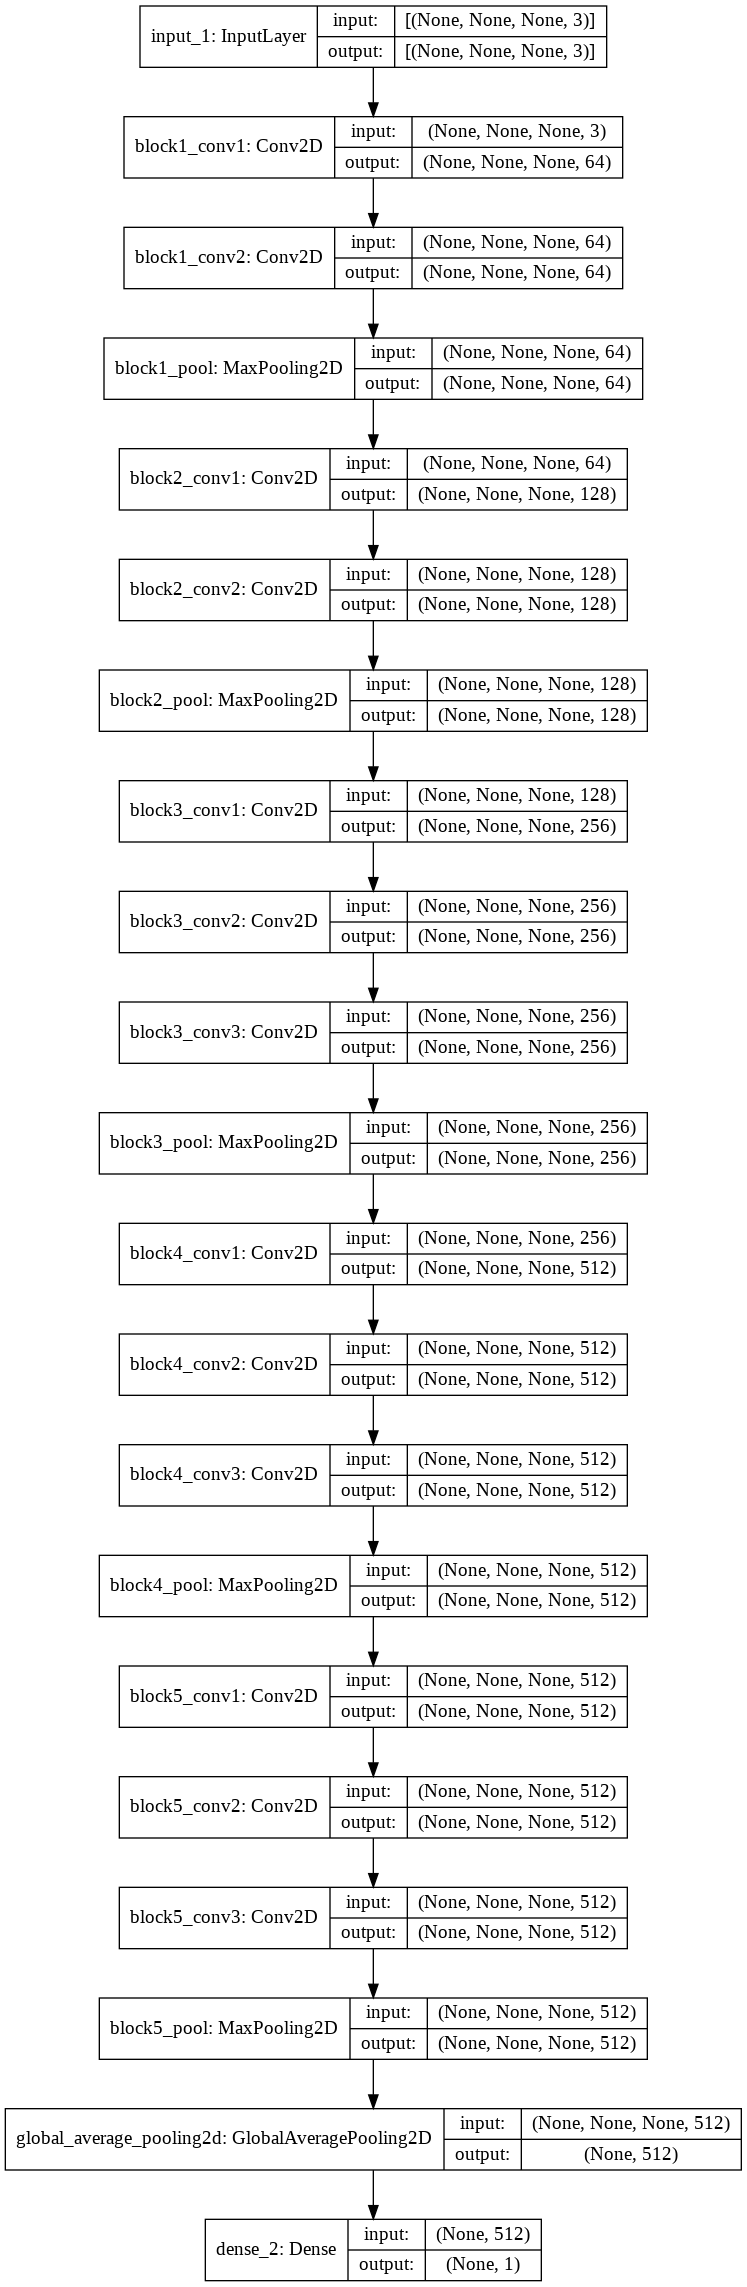 input_1: InputLayer
input: [(None, None, None, 3)]
output: [(None, None, None, 3)]
block1_conv1: Conv2D
input: (None, None, None, 3)
output: (None, None, None, 64)
block1_conv2: Conv2D
input: (None, None, None, 64)
output: (None, None, None, 64)
block1_pool: MaxPooling2D
input: (None, None, None, 64)
output: (None, None, None, 64)
block2_conv1: Conv2D
input: (None, None, None, 64)
output: (None, None, None, 128)
block2_conv2: Conv2D
input: (None, None, None, 128)
output: (None, None, None, 128)
block2_pool: MaxPooling2D
input: (None, None, None, 128)
output: (None, None, None, 128)
block3_conv1: Conv2D
input: (None, None, None, 128)
output: (None, None, None, 256)
block3_conv2: Conv2D
input: (None, None, None, 256)
output: (None, None, None, 256)
block3_conv3: Conv2D
input: (None, None, None, 256)
output: (None, None, None, 256)
block3_pool: MaxPooling2D
input: (None, None, None, 256)
output: (None, None, None, 256)
block4_conv1: Conv2D
input: (None, None, None, 256)
output: (None, None, None, 512)
block4_conv2: Conv2D
input: (None, None, None, 512)
output: (None, None, None, 512)
block4_conv3: Conv2D
input: (None, None, None, 512)
output: (None, None, None, 512)
block4_pool: MaxPooling2D
input: (None, None, None, 512)
output: (None, None, None, 512)
block5_conv1: Conv2D
input: (None, None, None, 512)
output: (None, None, None, 512)
block5_conv2: Conv2D
input: (None, None, None, 512)
output: (None, None, None, 512)
block5_conv3: Conv2D
input: (None, None, None, 512)
output: (None, None, None, 512)
block5_pool: MaxPooling2D
input: (None, None, None, 512)
output: (None, None, None, 512)
global_average_pooling2d: GlobalAveragePooling2D
input: (None, None, None, 512)
output: (None, 512)
dense_2: Dense
input: (None, 512)
output: (None, 1)